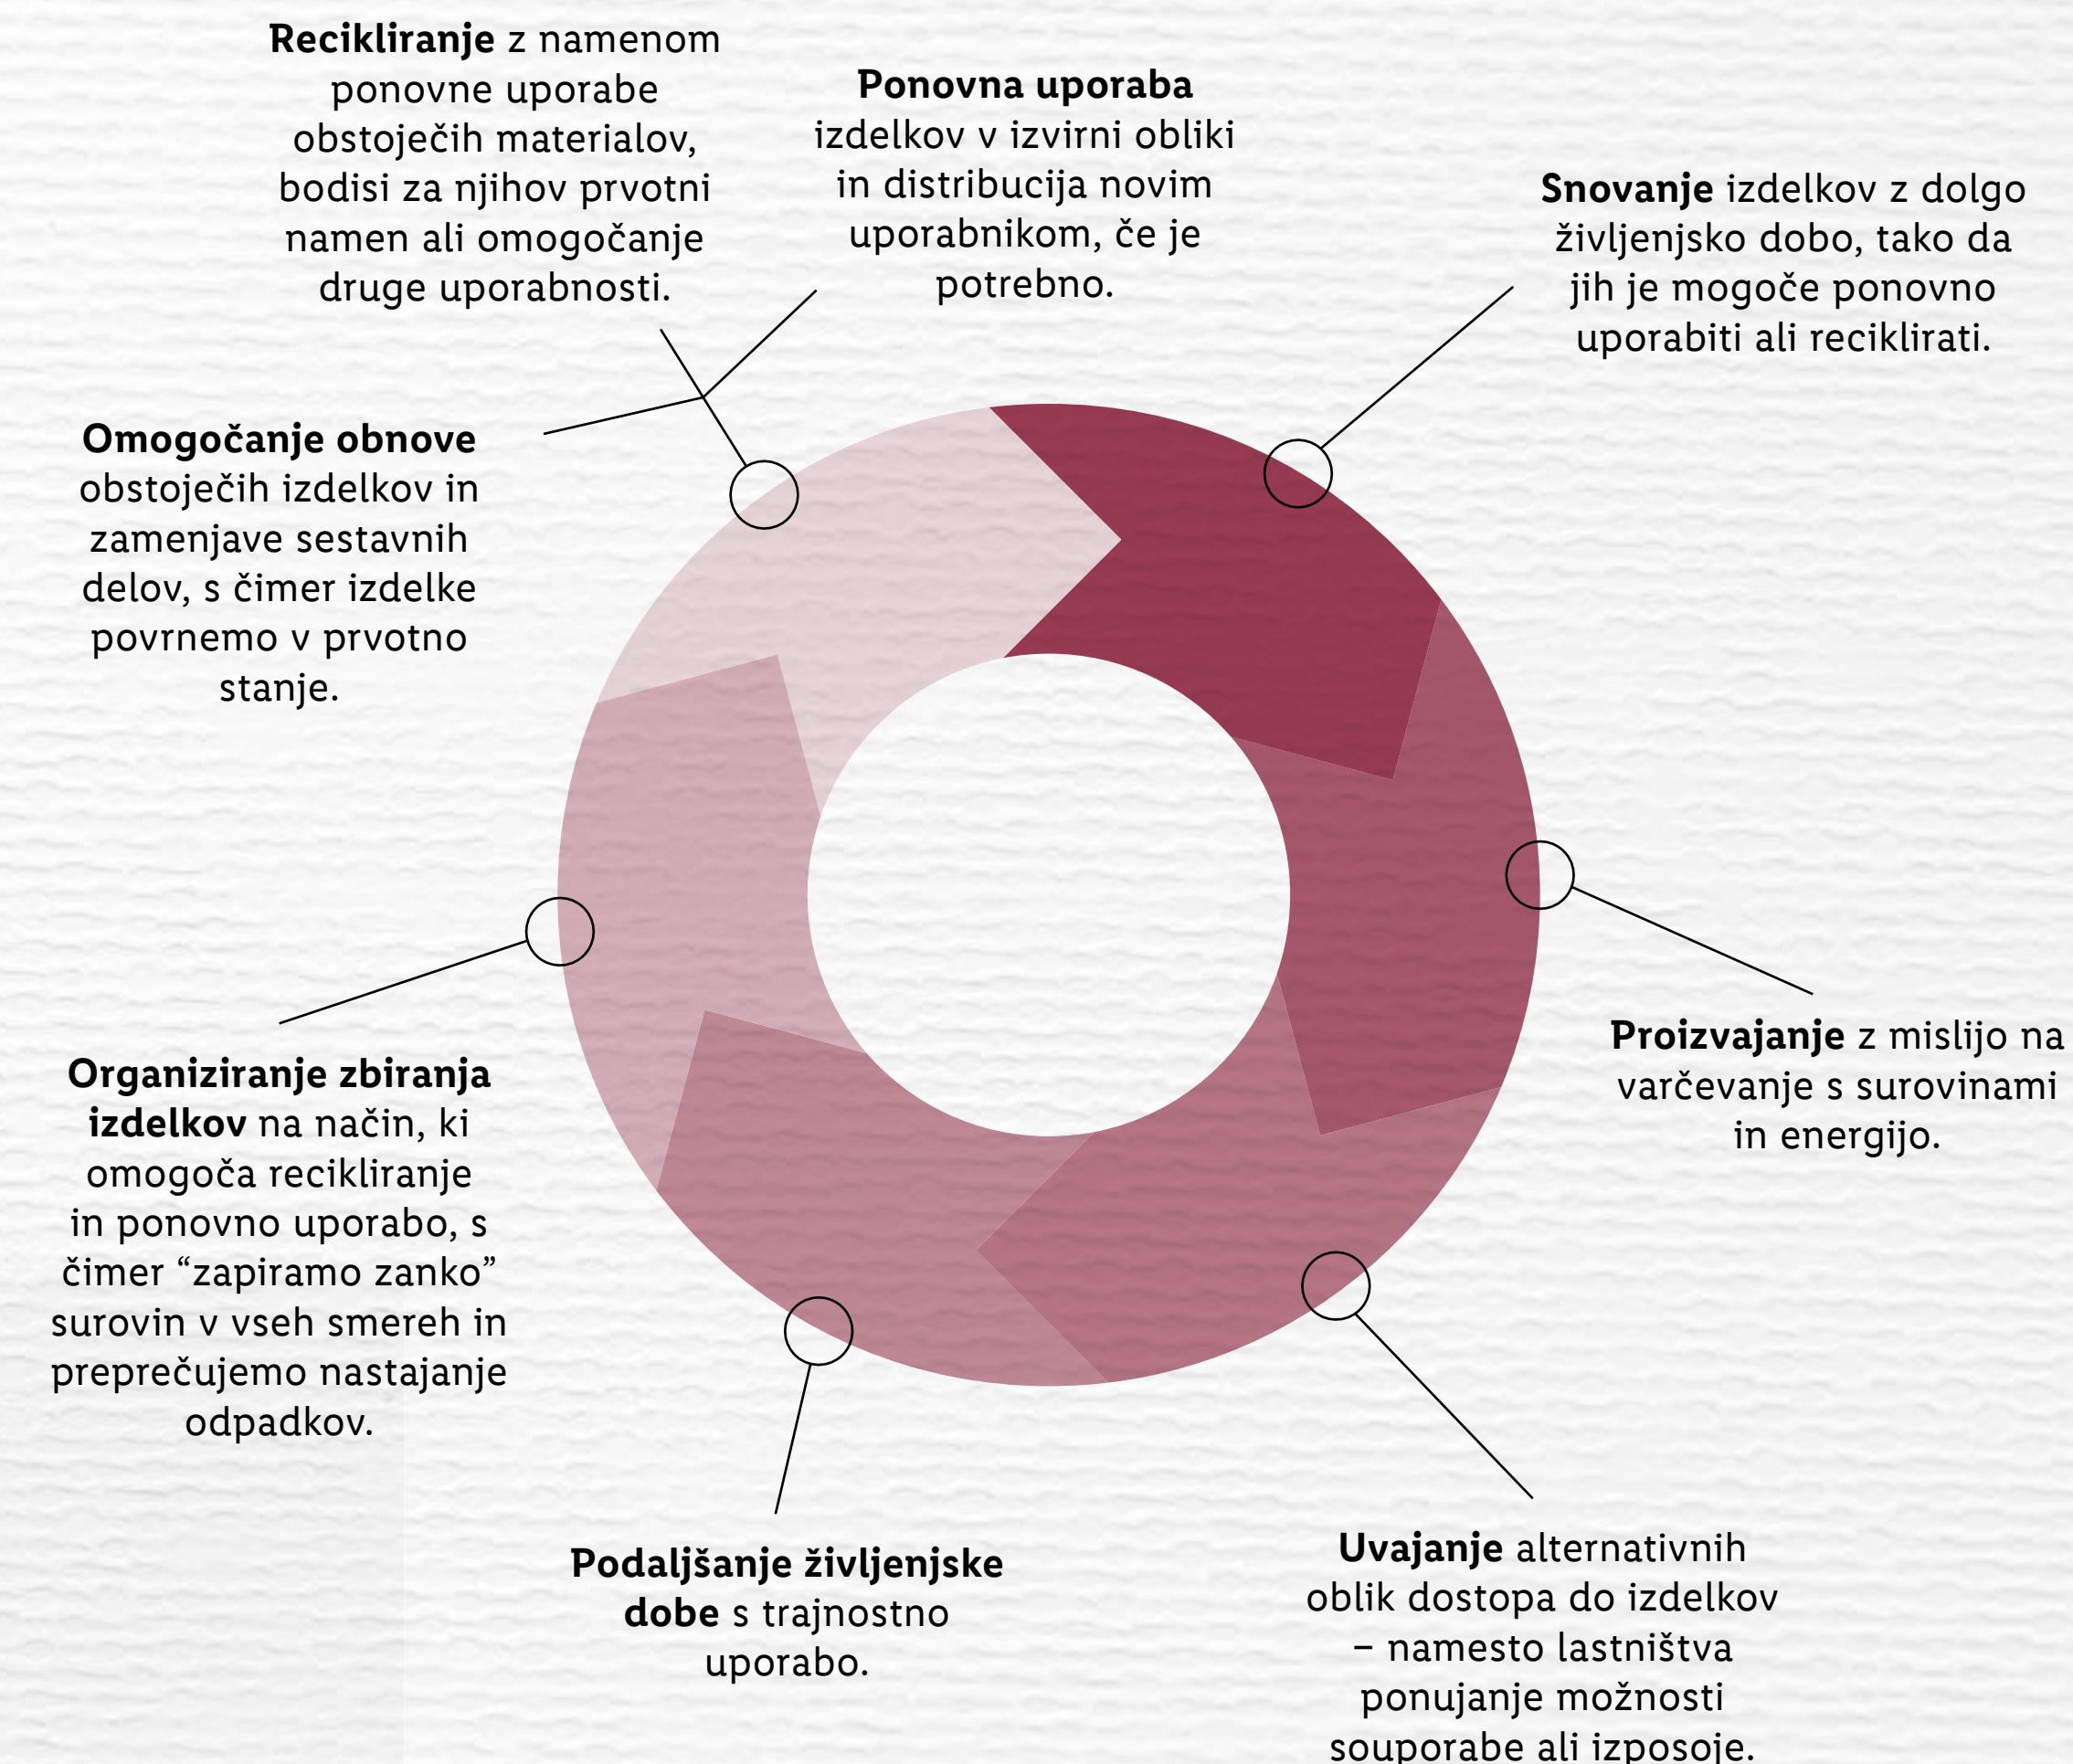 Recikliranje z namenom
ponovne uporabe
obstoječih materialov,
bodisi za njihov prvotni
namen ali omogočanje
druge uporabnosti.
Ponovna uporaba
izdelkov v izvirni obliki
in distribucija novim
uporabnikom, če je
potrebno.
Snovanje izdelkov z dolgo
življenjsko dobo, tako da
jih je mogoče ponovno
uporabiti ali reciklirati.
Omogočanje obnove
obstoječih izdelkov in
zamenjave sestavnih
delov, s čimer izdelke
povrnemo v prvotno
stanje.
Proizvajanje z mislijo na
varčevanje s surovinami
in energijo.
Organiziranje zbiranja
izdelkov na način, ki
omogoča recikliranje
in ponovno uporabo, s
čimer “zapiramo zanko”
surovin v vseh smereh in
preprečujemo nastajanje
odpadkov.
Podaljšanje življenjske
dobe s trajnostno
uporabo.
Uvajanje alternativnih
oblik dostopa do izdelkov
– namesto lastništva
ponujanje možnosti
souporabe ali izposoje.